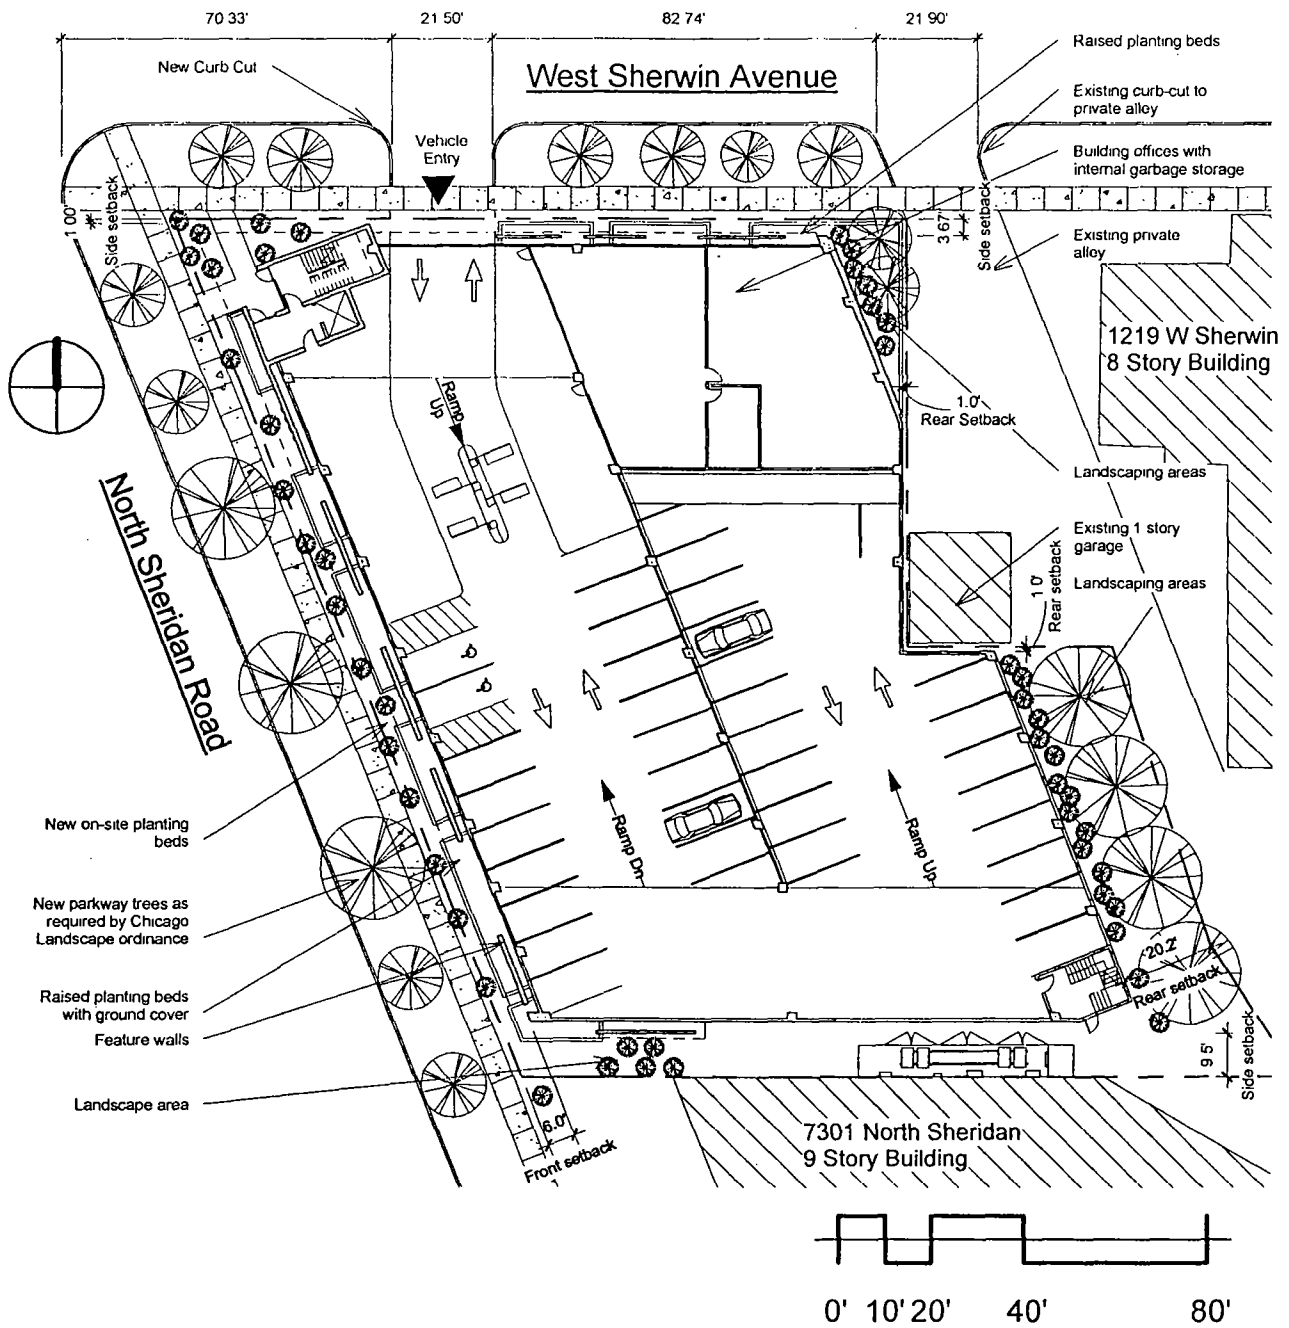 70 33'
21 50'
82 74'
21 90'
New Curb Cut
West Sherwin Avenue
Raised planting beds
Existing curb-cut to
private alley
Vehicle
Entry
Building offices with
internal garbage storage
1 00'
Side setback
3 67'
Side setback
Existing private
alley
1219 W Sherwin
8 Story Building
Ramp
Up
1.0'
Rear Setback
North Sheridan Road
Landscaping areas
Existing 1 story
garage
1 0'
Rear setback
Landscaping areas
New on-site planting
beds
Ramp Dn
Ramp Up
New parkway trees as
required by Chicago
Landscape ordinance
20.2'
Rear setback
Raised planting beds
with ground cover
Feature walls
9 5'
Side setback
Landscape area
6.0'
Front setback
7301 North Sheridan
9 Story Building
0' 10' 20' 40' 80'